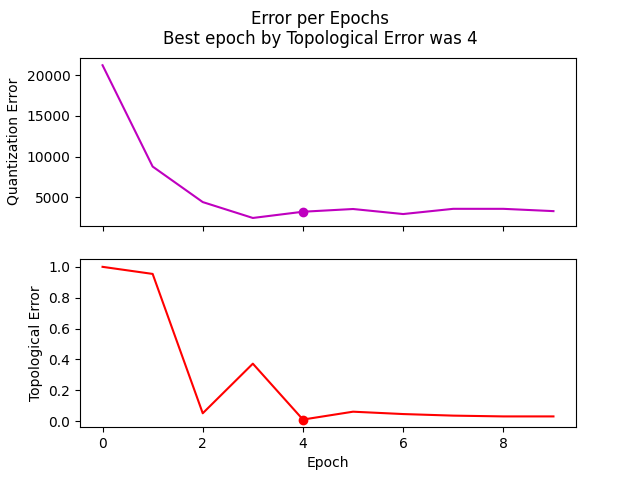 Error per Epochs
Best epoch by Topological Error was 4
Quantization Error
20000
15000
10000
5000
Topological Error
1.0
0.8
0.6
0.4
0.2
0.0
0 2 4 6 8
Epoch